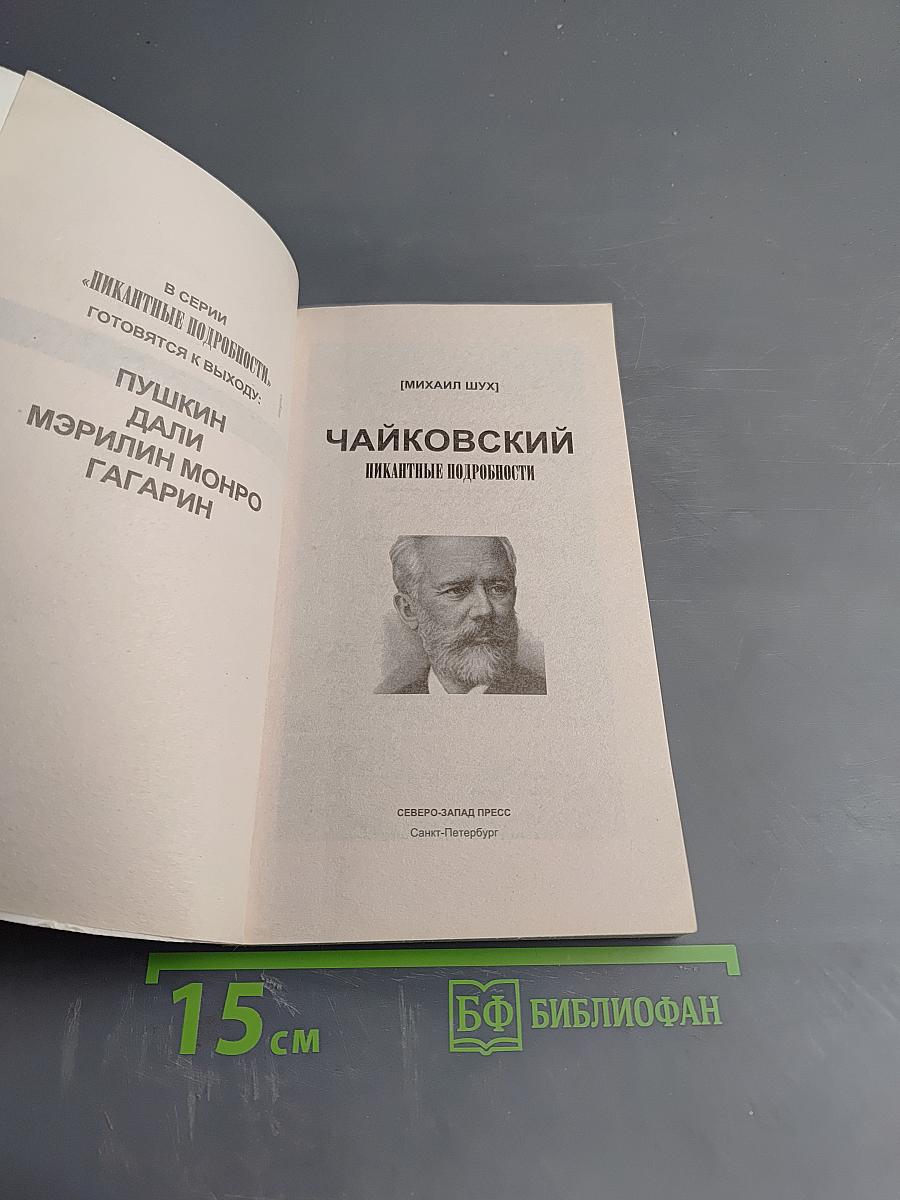 В СЕРИИ
«ПИКАНТНЫЕ ПОДРОБНОСТИ»
ГОТОВЯТСЯ К ВЫХОДУ:
ПУШКИН
ДАЛИ
МЭРИЛИН МОНРО
ГАГАРИН
[МИХАИЛ ШУХ]
ЧАЙКОВСКИЙ
ПИКАНТНЫЕ ПОДРОБНОСТИ
СЕВЕРО-ЗАПАД ПРЕСС
Санкт-Петербург
15 см
БФ БИБЛИОФАН